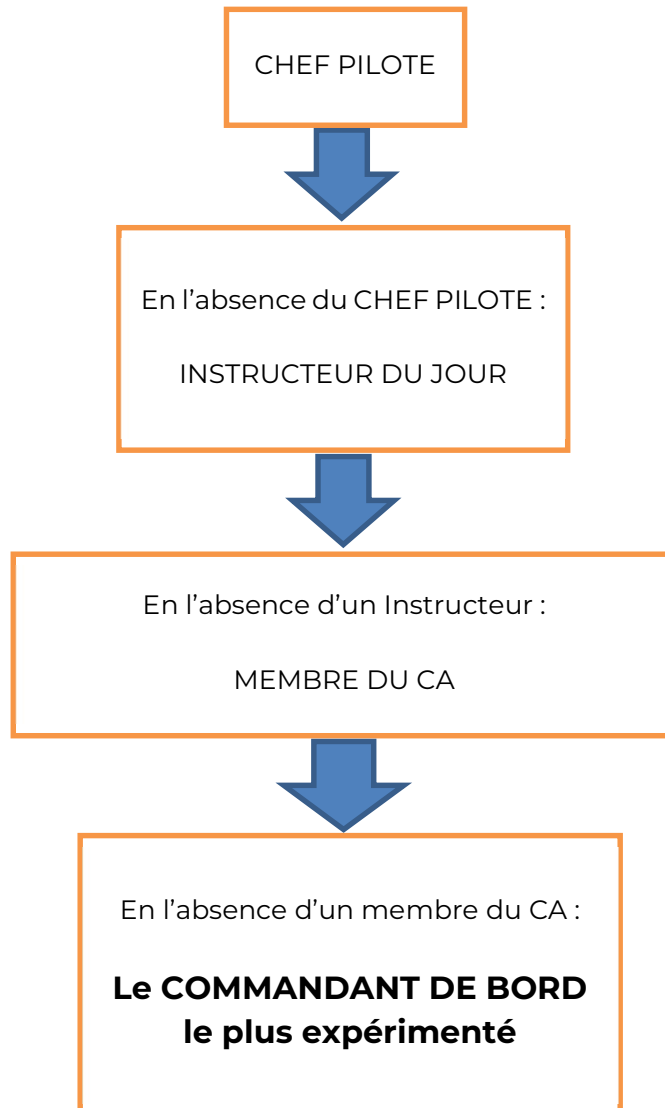 CHEF PILOTE
En l’absence du CHEF PILOTE :
INSTRUCTEUR DU JOUR
En l’absence d’un Instructeur :
MEMBRE DU CA
En l’absence d’un membre du CA :
Le COMMANDANT DE BORD
le plus expérimenté